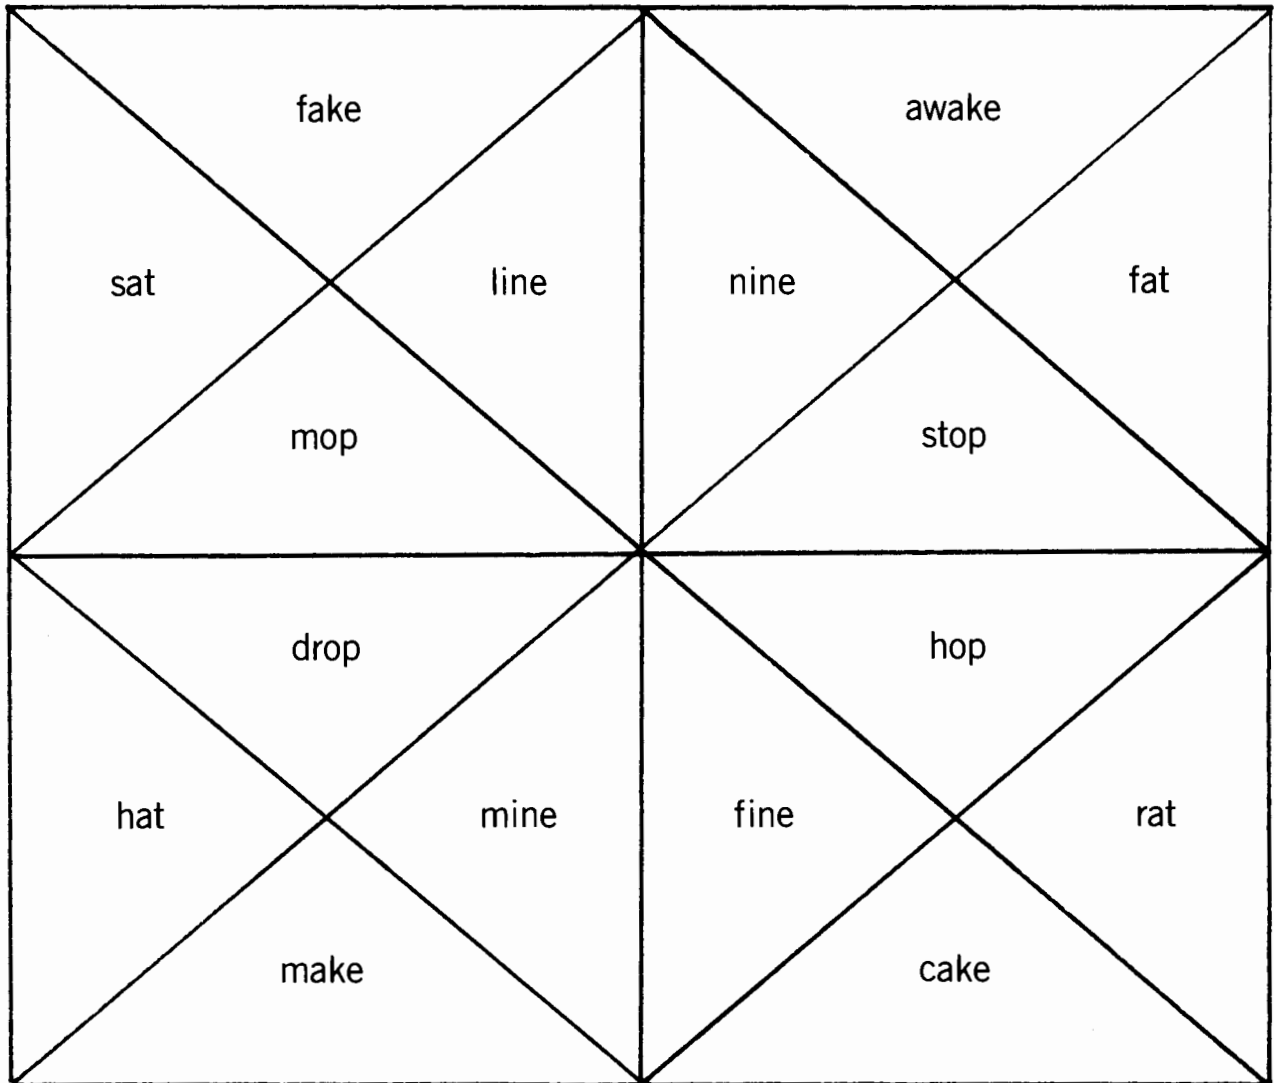 fake
awake
sat
line
nine
fat
mop
stop
drop
hop
hat
mine
fine
rat
make
cake